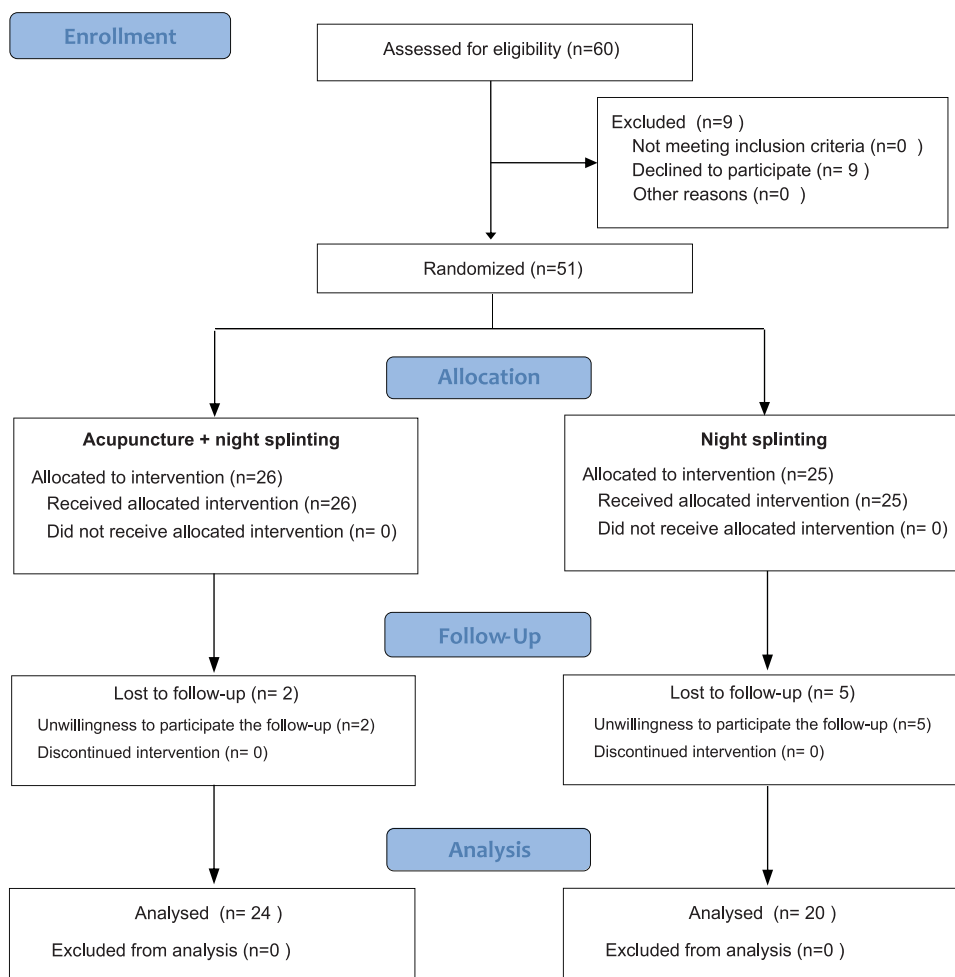 Enrollment
Assessed for eligibility (n=60)
Excluded (n=9 )
Not meeting inclusion criteria (n=0 )
Declined to participate (n= 9 )
Other reasons (n=0 )
Randomized (n=51)
Allocation
Acupuncture + night splinting
Allocated to intervention (n=26)
Received allocated intervention (n=26)
Did not receive allocated intervention (n= 0)
Night splinting
Allocated to intervention (n=25)
Received allocated intervention (n=25)
Did not receive allocated intervention (n= 0)
Follow-Up
Lost to follow-up (n= 2)
Unwillingness to participate the follow-up (n=2)
Discontinued intervention (n= 0)
Lost to follow-up (n= 5)
Unwillingness to participate the follow-up (n=5)
Discontinued intervention (n= 0)
Analysis
Analysed (n= 24 )
Excluded from analysis (n=0 )
Analysed (n= 20 )
Excluded from analysis (n=0 )